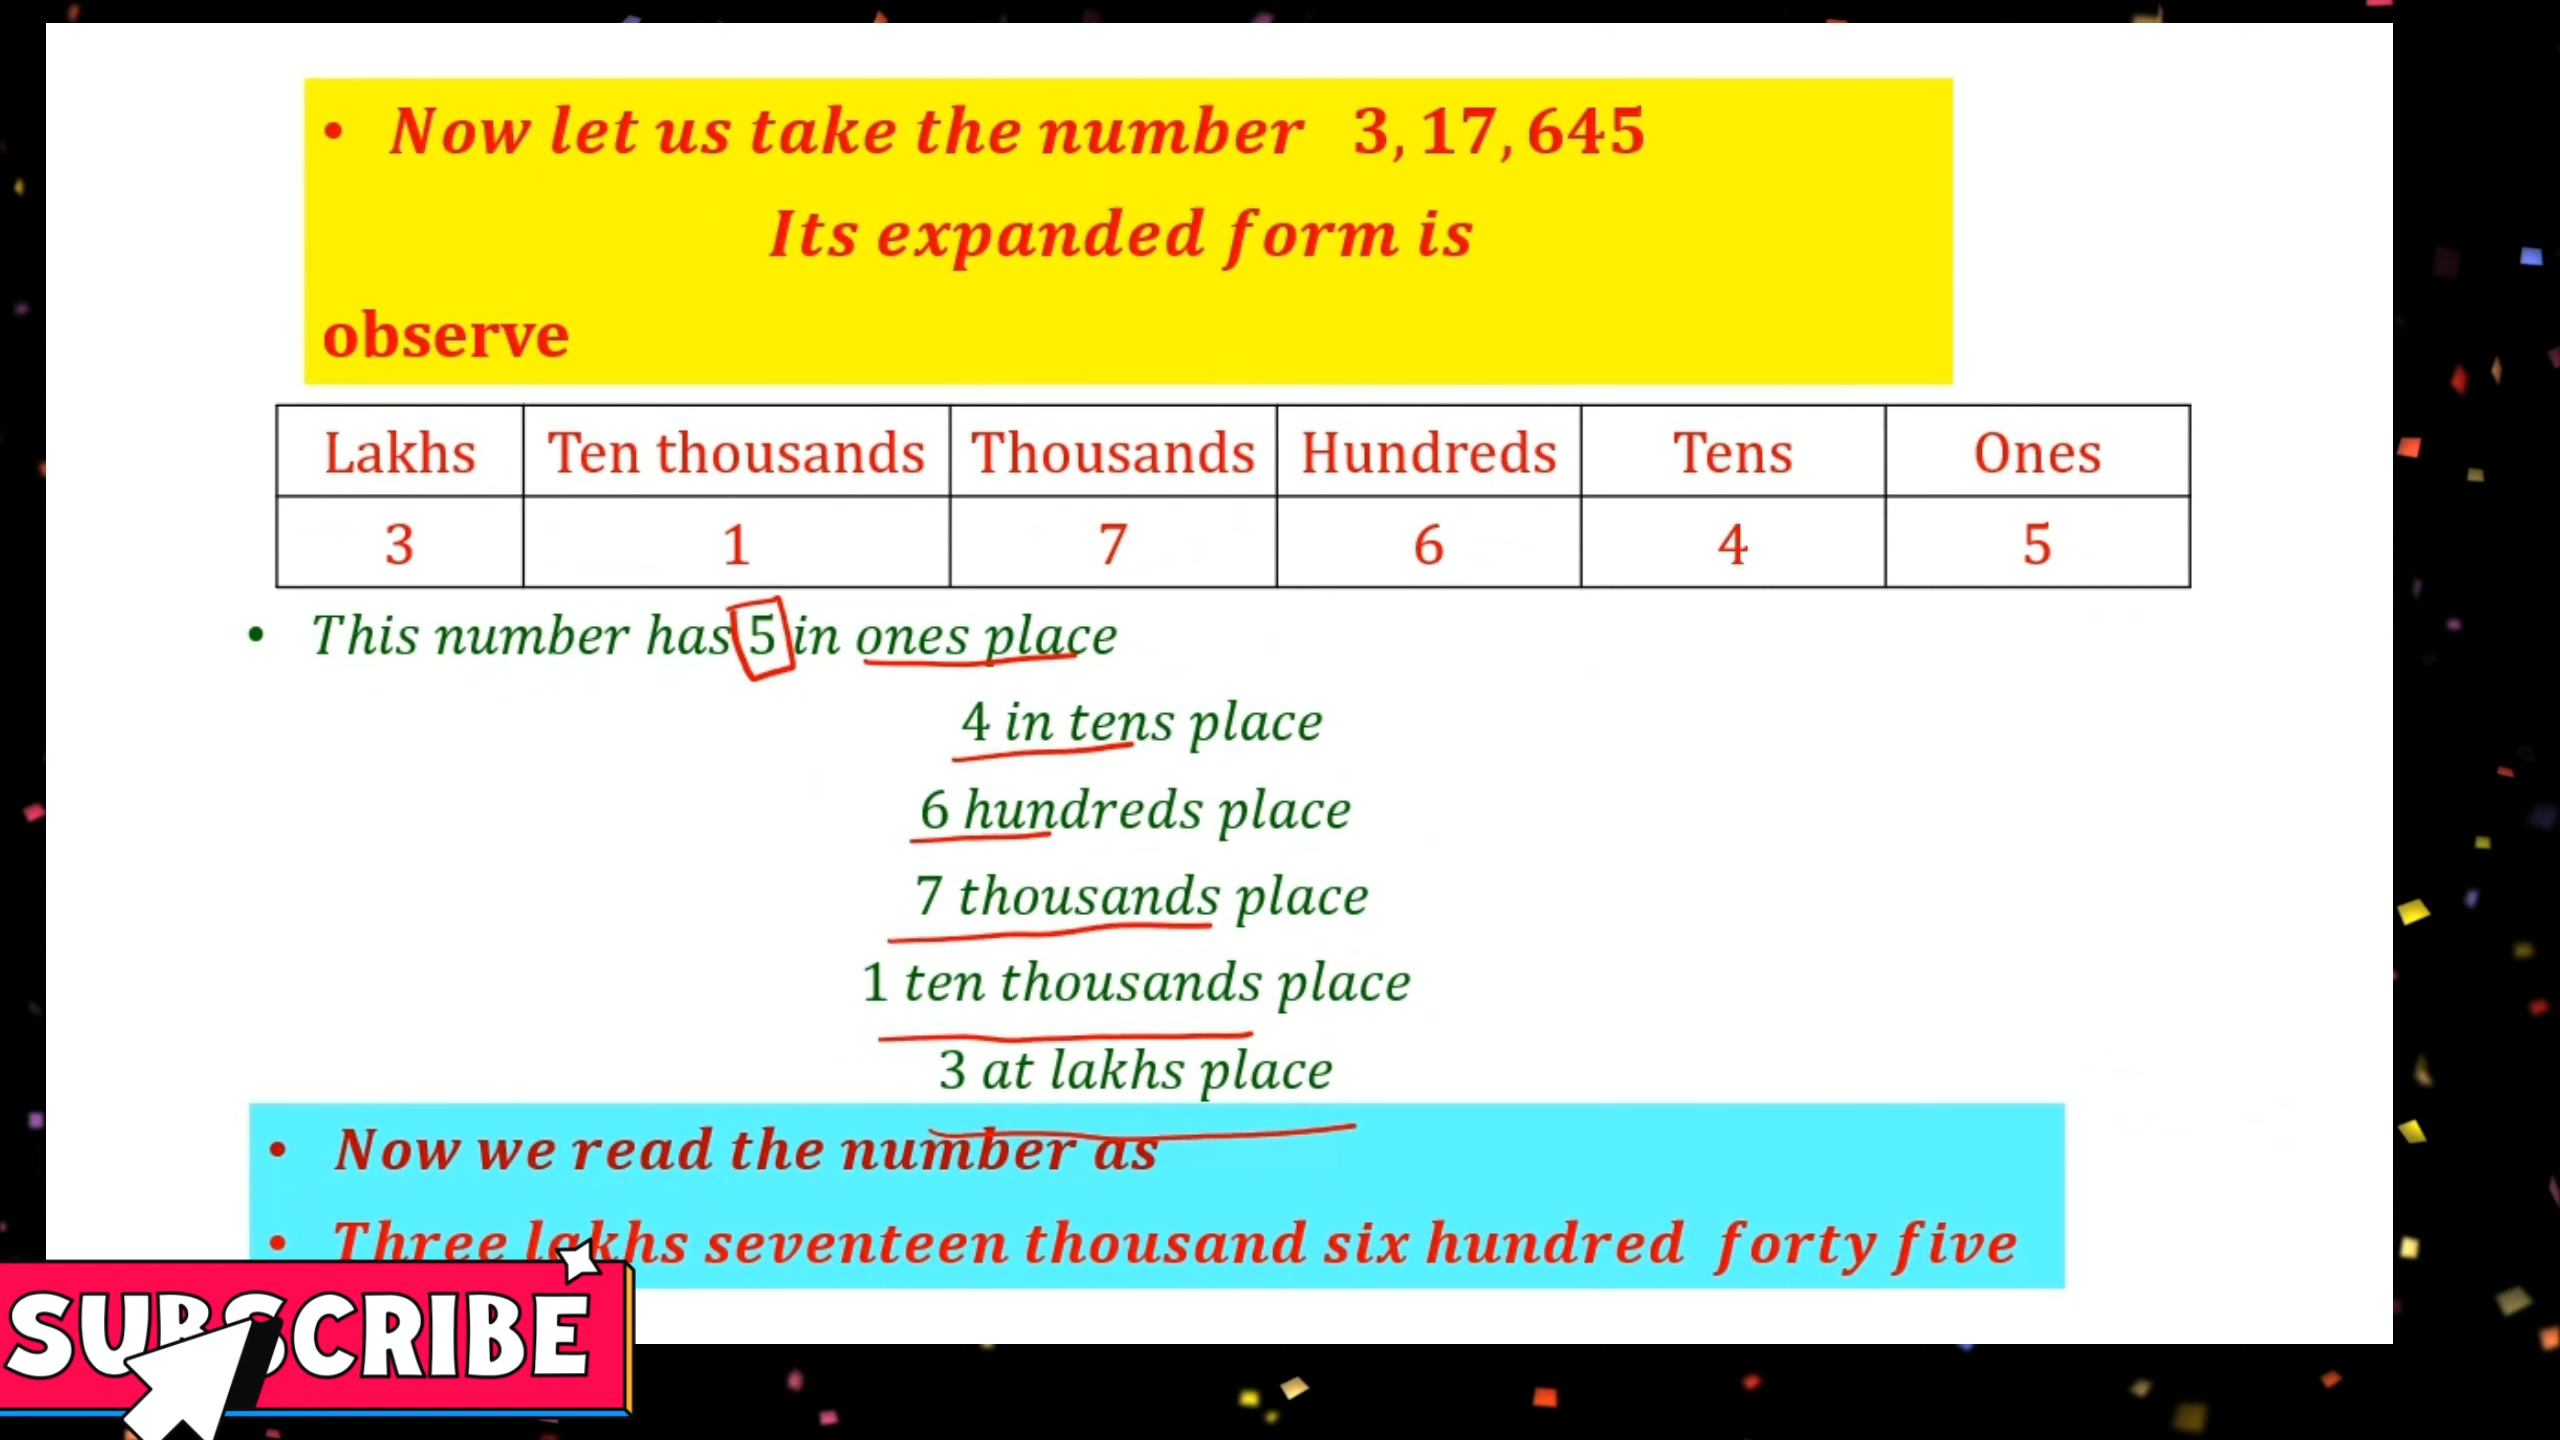 • Now let us take the number 3, 17, 645
Its expanded form is
observe
Lakhs Ten thousands Thousands Hundreds Tens Ones
3 1 7 6 4 5
• This number has 5 in ones place
4 in tens place
6 hundreds place
7 thousands place
1 ten thousands place
3 at lakhs place
• Now we read the number as
• Three lakhs seventeen thousand six hundred forty five
SUBSCRIBE